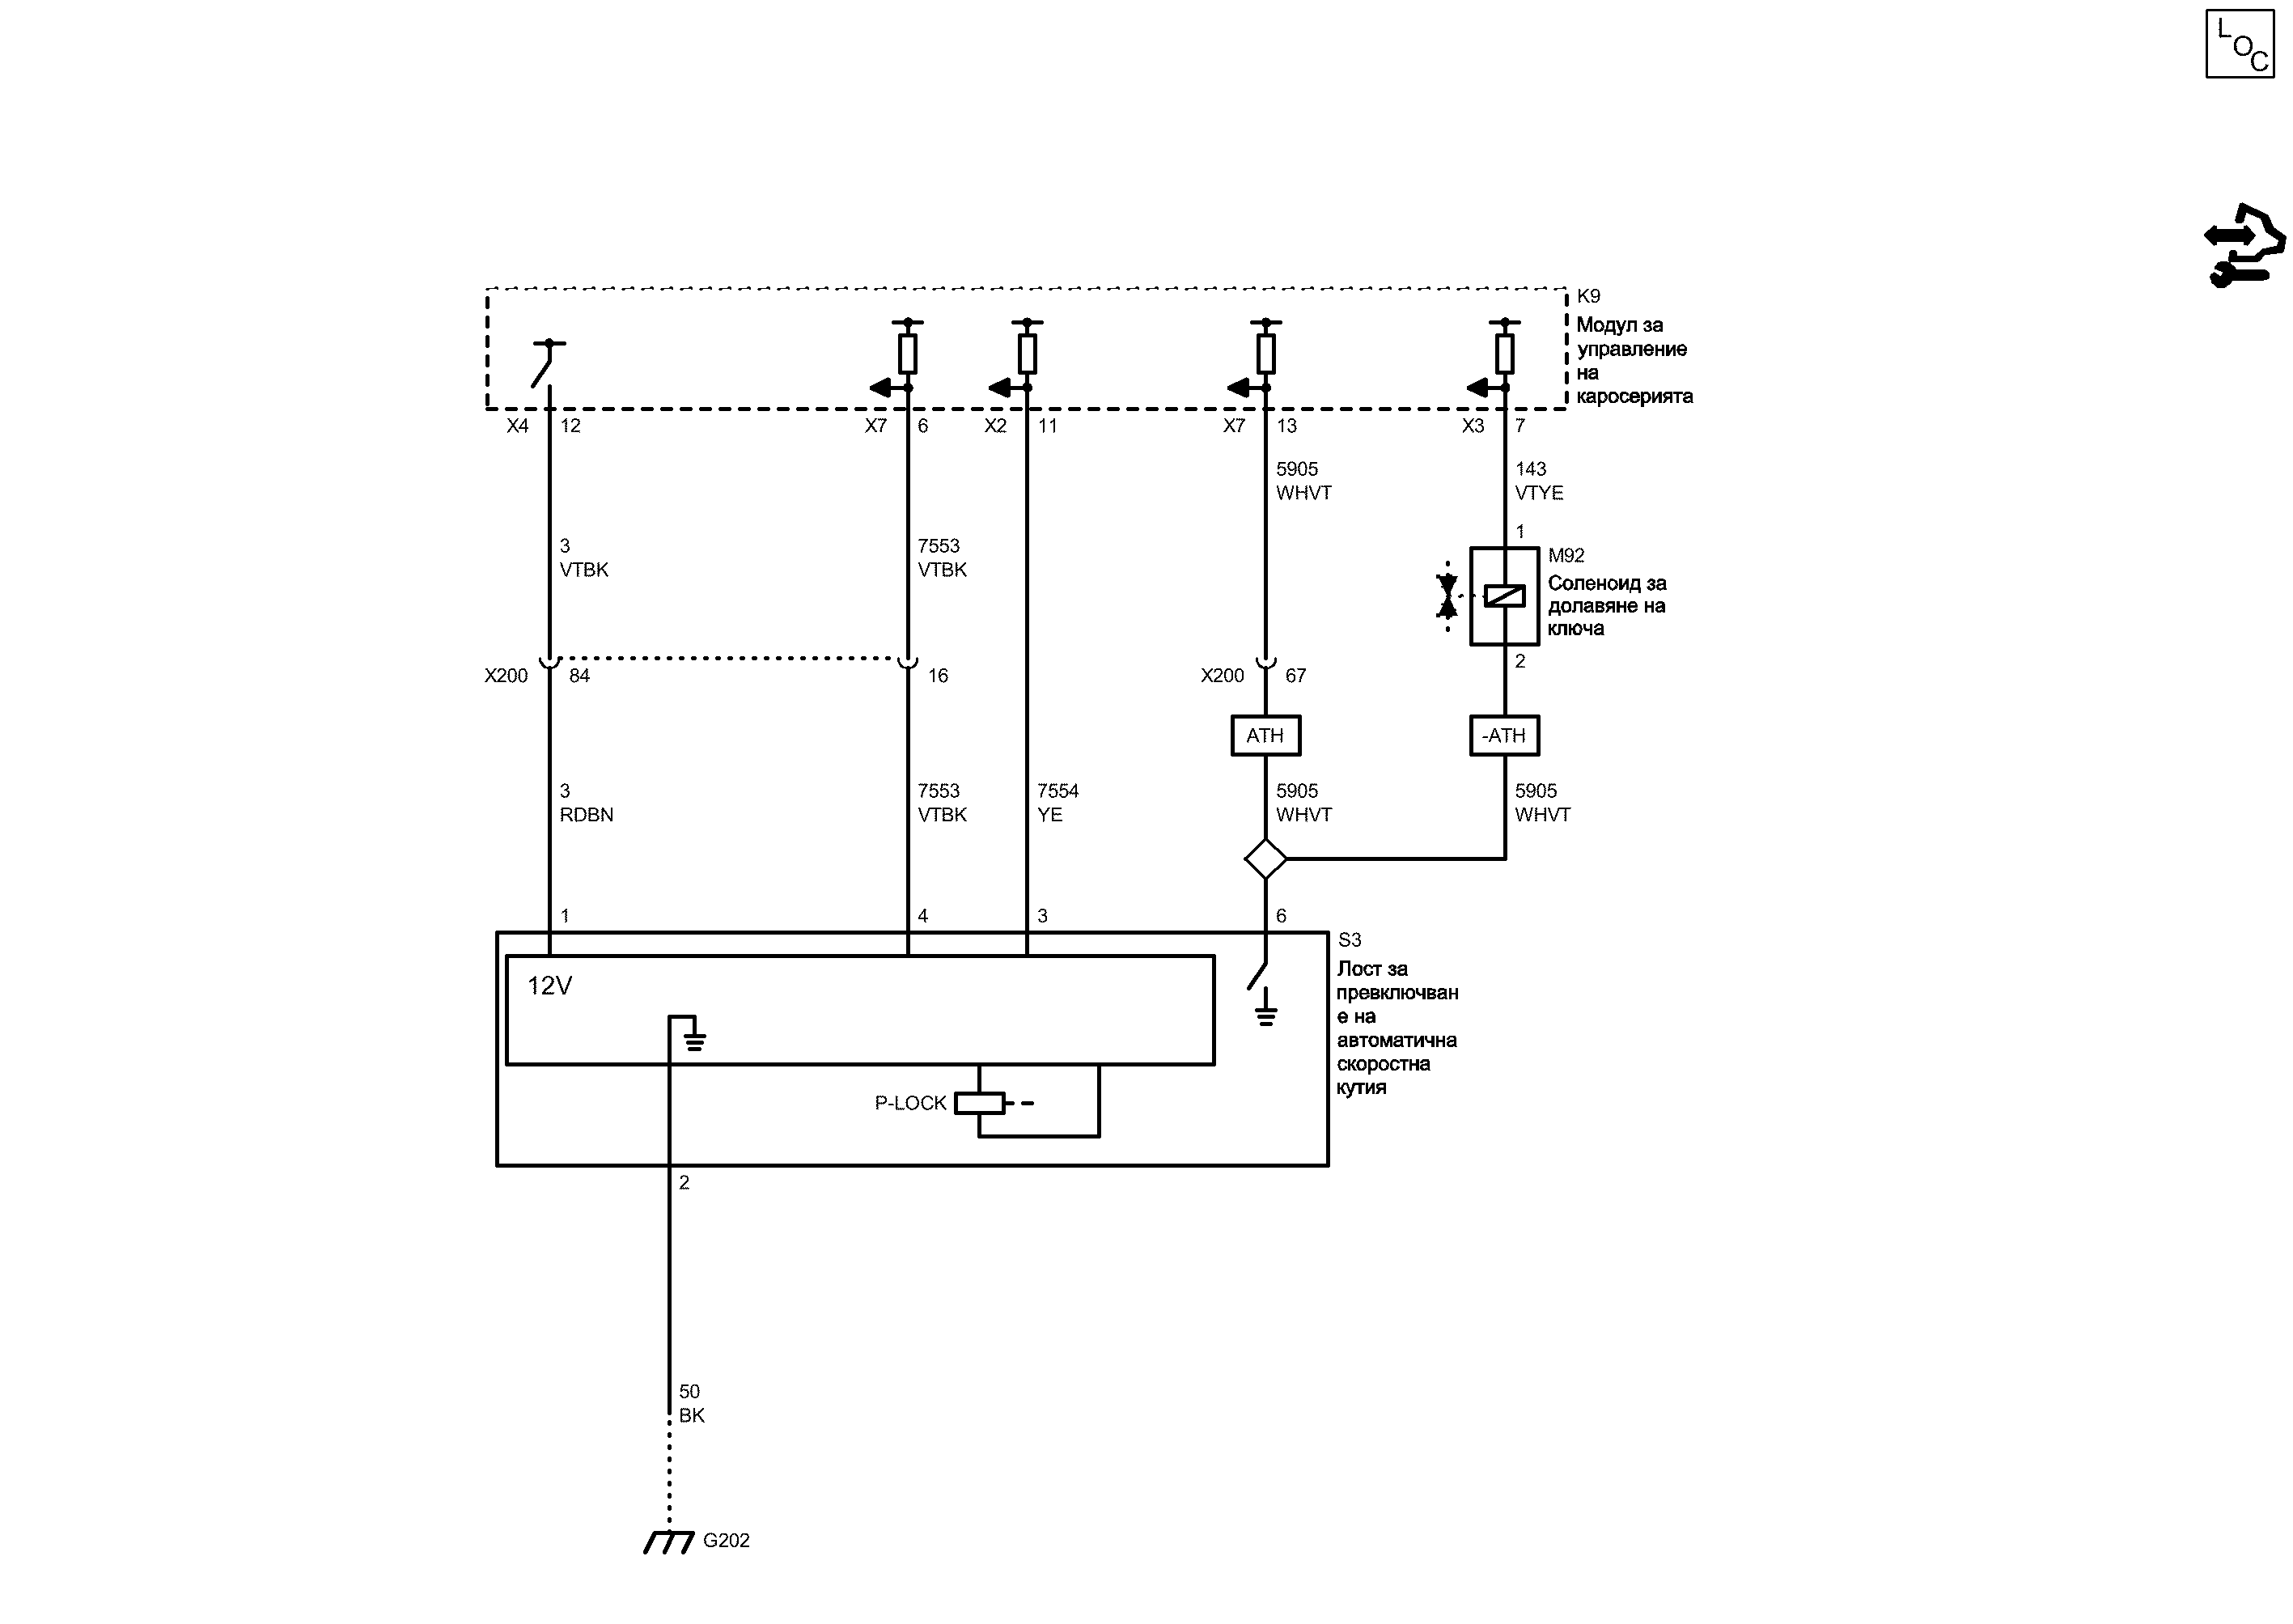 L
O
C
K9
Модул за
управление
на
каросерията
X4 12
X7 6
X2 11
X7 13
X3 7
5905
WHVT
143
VTYE
1
3
VTBK
7553
VTBK
M92
Соленоид за
долавяне на
ключа
2
X200 84
16
X200 67
ATH
-ATH
3
RDBN
7553
VTBK
7554
YE
5905
WHVT
5905
WHVT
1
4
3
6
S3
Лост за
превключван
е на
автоматична
скоростна
кутия
12V
P-LOCK
2
50
BK
G202